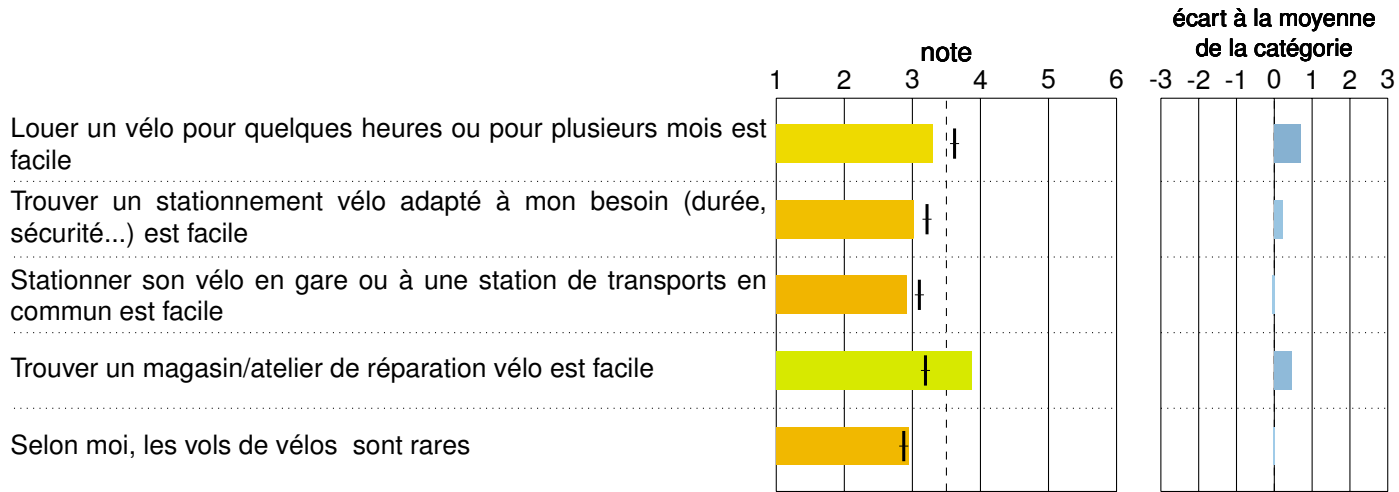 écart à la moyenne
note de la catégorie
1 2 3 4 5 6 -3 -2 -1 0 1 2 3
Louer un vélo pour quelques heures ou pour plusieurs mois est
facile
Trouver un stationnement vélo adapté à mon besoin (durée,
sécurité...) est facile
Stationner son vélo en gare ou à une station de transports en
commun est facile
Trouver un magasin/atelier de réparation vélo est facile
Selon moi, les vols de vélos sont rares